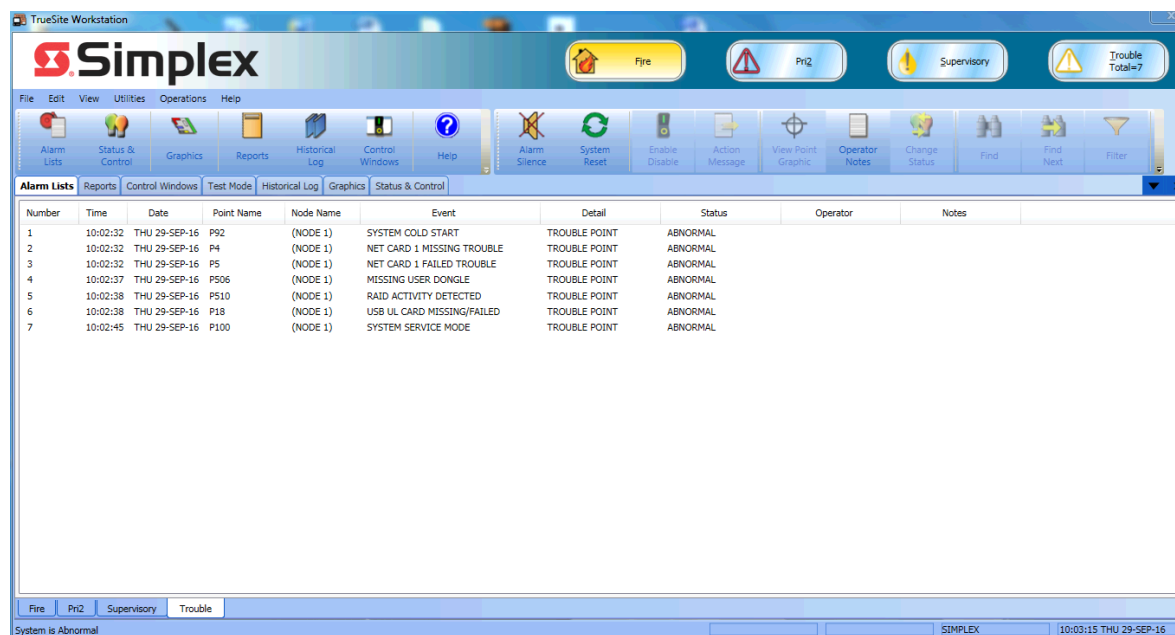 TrueSite Workstation
Simplex
Fire
Pri2
Supervisory
Trouble
Total=7
File Edit View Utilities Operations Help
Alarm Lists
Status & Control
Graphics
Reports
Historical Log
Control Windows
Help
Alarm Silence
System Reset
Enable Disable
Action Message
View Point Graphic
Operator Notes
Change Status
Find
Find Next
Filter
Alarm Lists Reports Control Windows Test Mode Historical Log Graphics Status & Control
Number Time Date Point Name Node Name Event Detail Status Operator Notes
1 10:02:32 THU 29-SEP-16 P92 (NODE 1) SYSTEM COLD START TROUBLE POINT ABNORMAL
2 10:02:32 THU 29-SEP-16 P4 (NODE 1) NET CARD 1 MISSING TROUBLE TROUBLE POINT ABNORMAL
3 10:02:32 THU 29-SEP-16 P5 (NODE 1) NET CARD 1 FAILED TROUBLE TROUBLE POINT ABNORMAL
4 10:02:37 THU 29-SEP-16 P506 (NODE 1) MISSING USER DONGLE TROUBLE POINT ABNORMAL
5 10:02:38 THU 29-SEP-16 P510 (NODE 1) RAID ACTIVITY DETECTED TROUBLE POINT ABNORMAL
6 10:02:38 THU 29-SEP-16 P18 (NODE 1) USB UL CARD MISSING/FAILED TROUBLE POINT ABNORMAL
7 10:02:45 THU 29-SEP-16 P100 (NODE 1) SYSTEM SERVICE MODE TROUBLE POINT ABNORMAL
Fire Pri2 Supervisory Trouble
System is Abnormal SIMPLEX 10:03:15 THU 29-SEP-16